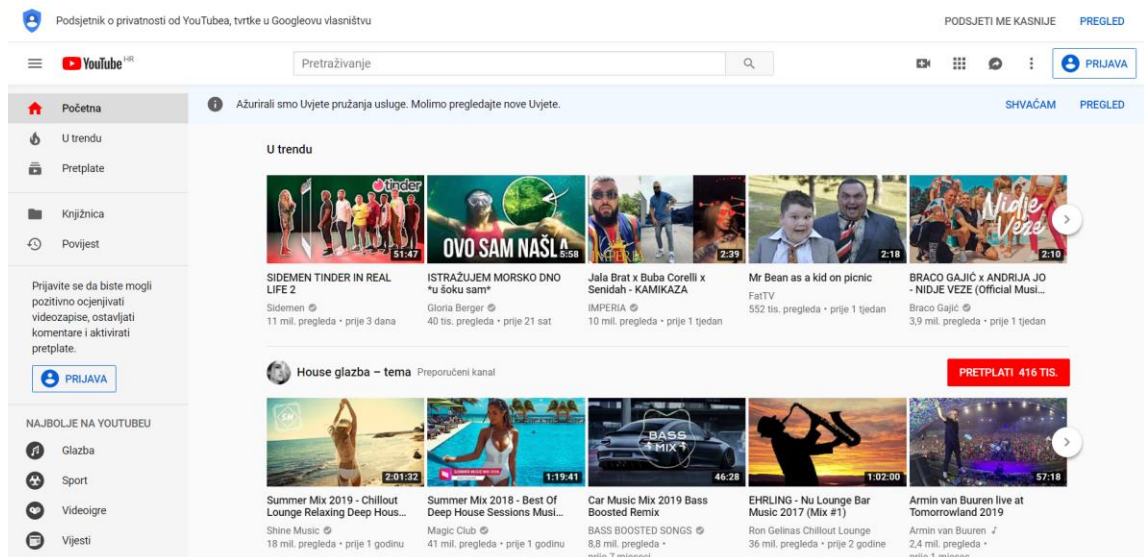 Podsjetnik o privatnosti od YouTubea, tvrtke u Googleovu vlasništvu
PODSJETI ME KASNIJE
PREGLED
YouTube HR
Pretraživanje
PRIJAVA
Početna
U trendu
Pretplate
Knjižnica
Povijest
Prijavite se da biste mogli
pozitivno ocjenjivati
videozapise, ostavljati
komentare i aktivirati
pretplate.
PRIJAVA
NAJBOLJE NA YOUTUBEU
Glazba
Sport
Videoigre
Vijesti
Ažurirali smo Uvjete pružanja usluge. Molimo pregledajte nove Uvjete.
SHVAĆAM
PREGLED
U trendu
tinder
51:47
SIDEMEN TINDER IN REAL
LIFE 2
Sidemen
11 mil. pregleda • prije 3 dana
OVO SAM NAŠLA
5:58
ISTRAŽUJEM MORSKO DNO
*u šoku sam*
Gloria Berger
40 tis. pregleda • prije 21 sat
IMPERIA
2:39
Jala Brat x Buba Corelli x
Senidah - KAMIKAZA
IMPERIA
10 mil. pregleda • prije 1 tjedan
2:18
Mr Bean as a kid on picnic
FatTV
552 tis. pregleda • prije 1 tjedan
Nidje
Veze
2:10
BRACO GAJIĆ x ANDRIJA JO
- NIDJE VEZE (Official Musi...
Braco Gajić
3,9 mil. pregleda • prije 1 tjedan
House glazba – tema Preporučeni kanal
PRETPLATI 416 TIS.
SM
2:01:32
Summer Mix 2019 - Chillout
Lounge Relaxing Deep Hous...
Shine Music
18 mil. pregleda • prije 1 godinu
1:19:41
Summer Mix 2018 - Best Of
Deep House Sessions Musi...
Magic Club
41 mil. pregleda • prije 1 godinu
BASS
MIX
46:28
Car Music Mix 2019 Bass
Boosted Remix
BASS BOOSTED SONGS
8,8 mil. pregleda •
prije 7 mjeseci
1:02:00
EHRLING - Nu Lounge Bar
Music 2017 (Mix #1)
Ron Gelinas Chillout Lounge
36 mil. pregleda • prije 2 godine
57:18
Armin van Buuren live at
Tomorrowland 2019
Armin van Buuren
2,4 mil. pregleda •
prije 1 mjesec